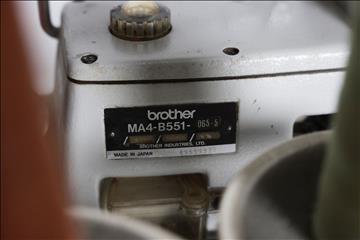 brother
MA4-B551- 065-5
BROTHER INDUSTRIES, LTD.
MADE IN JAPAN